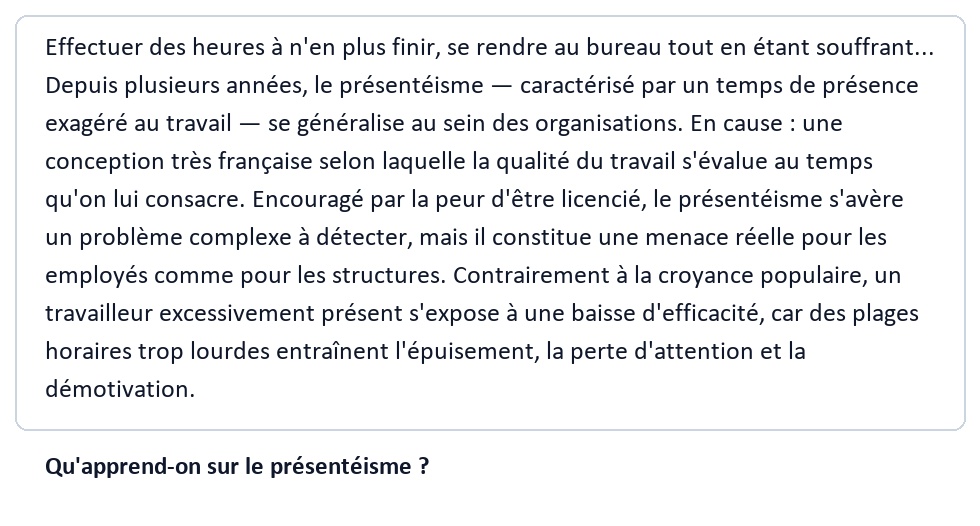 Effectuer des heures à n'en plus finir, se rendre au bureau tout en étant souffrant...
Depuis plusieurs années, le présentéisme — caractérisé par un temps de présence
exagéré au travail — se généralise au sein des organisations. En cause : une
conception très française selon laquelle la qualité du travail s'évalue au temps
qu'on lui consacre. Encouragé par la peur d'être licencié, le présentéisme s'avère
un problème complexe à détecter, mais il constitue une menace réelle pour les
employés comme pour les structures. Contrairement à la croyance populaire, un
travailleur excessivement présent s'expose à une baisse d'efficacité, car des plages
horaires trop lourdes entraînent l'épuisement, la perte d'attention et la
démotivation.
Qu'apprend-on sur le présentéisme ?